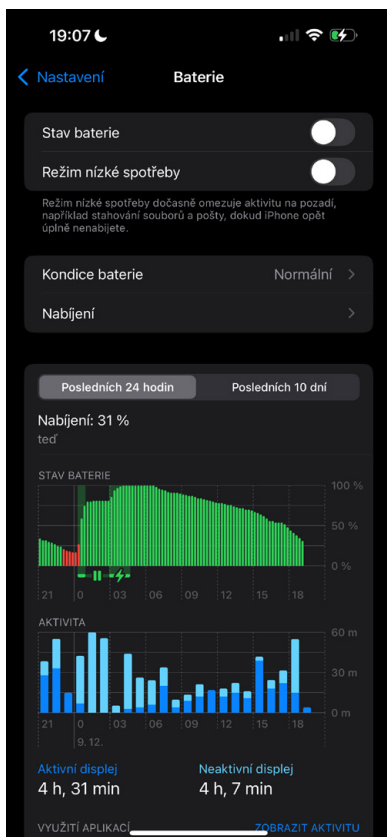 19:07
Nastavení
Baterie
Stav baterie
Režim nízké spotřeby
Režim nízké spotřeby dočasně omezuje aktivitu na pozadí,
například stahování souborů a pošty, dokud iPhone opět
úplně nenabijete.
Kondice baterie
Normální
Nabíjení
Posledních 24 hodin
Posledních 10 dní
Nabíjení: 31 %
teď
STAV BATERIE
100 %
50 %
0 %
21 0 03 06 09 12 15 18
AKTIVITA
60 m
30 m
0 m
21 0 03 06 09 12 15 18
9. 12.
Aktivní displej
Neaktivní displej
4 h, 31 min
4 h, 7 min
VYUŽITÍ APLIKACÍ
ZOBRAZIT AKTIVITU